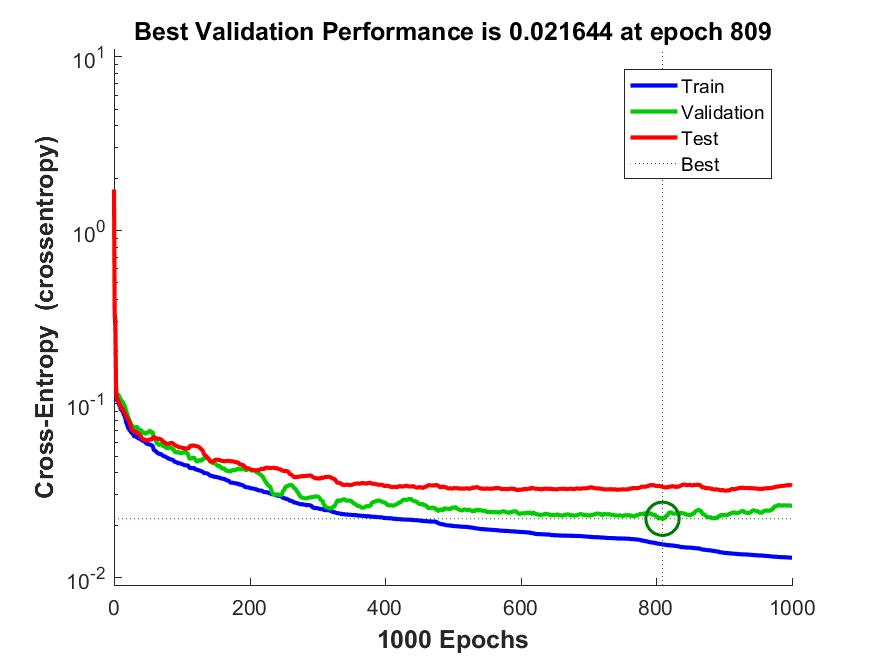 Best Validation Performance is 0.021644 at epoch 809
10^1
10^0
10^-1
10^-2
Cross-Entropy (crossentropy)
Train
Validation
Test
Best
0 200 400 600 800 1000
1000 Epochs